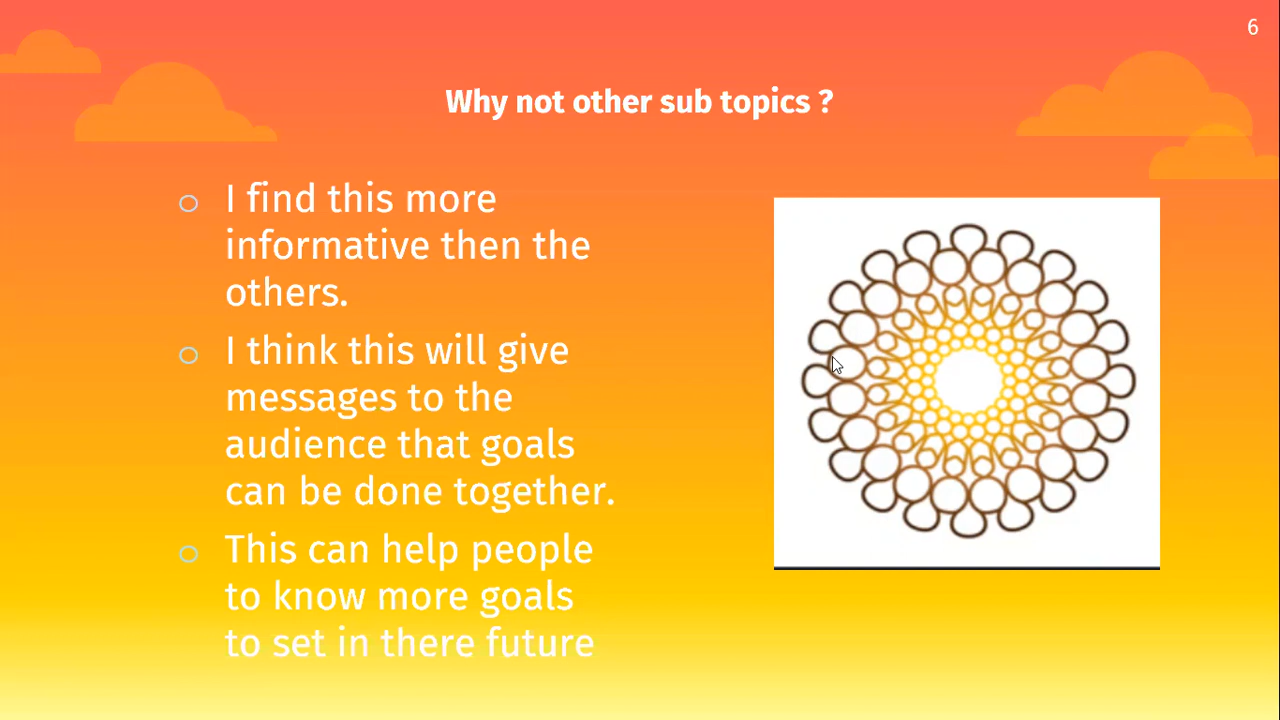 6
Why not other sub topics ?
I find this more
informative then the
others.
I think this will give
messages to the
audience that goals
can be done together.
This can help people
to know more goals
to set in there future